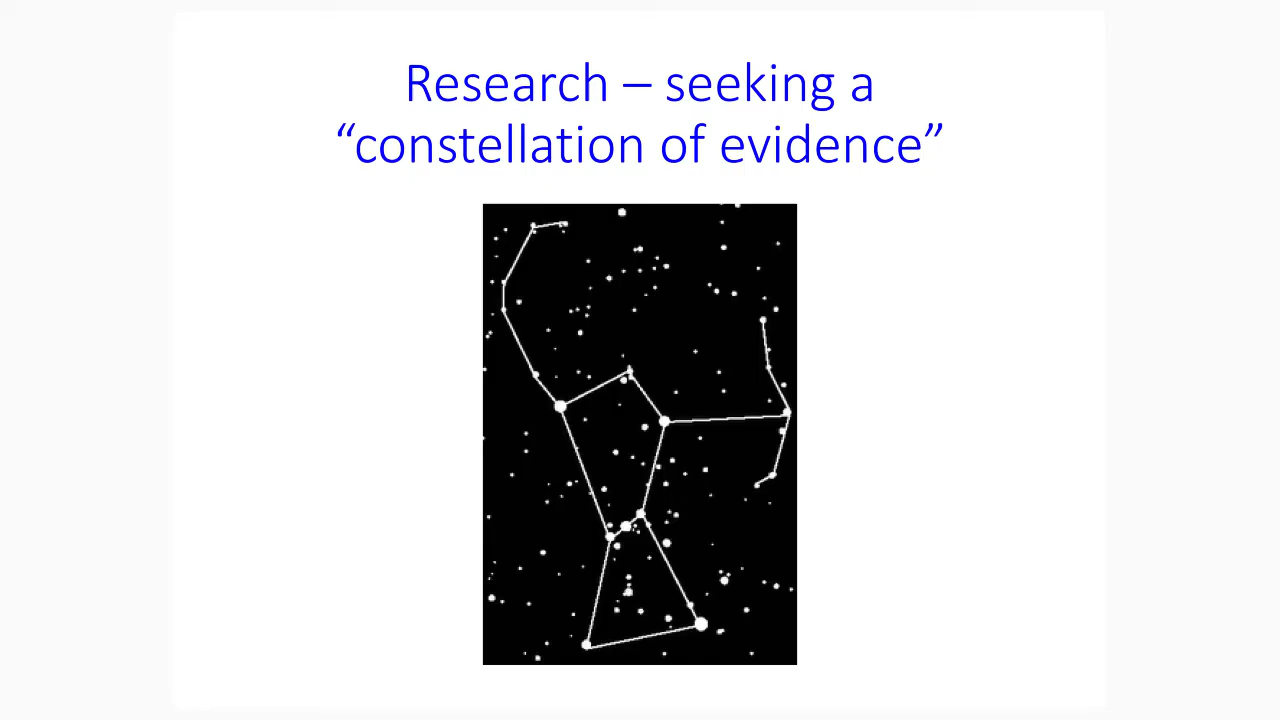 Research – seeking a
“constellation of evidence”